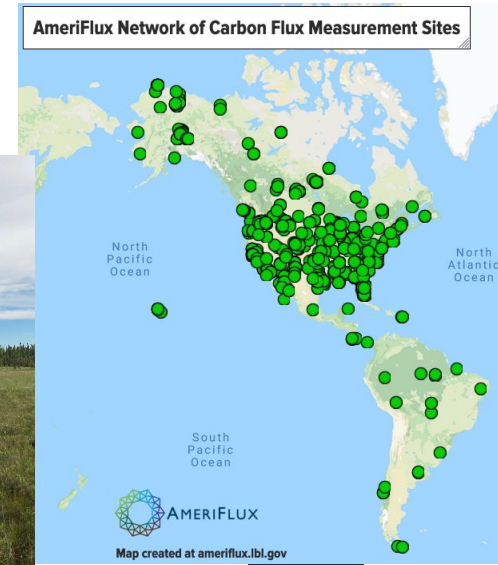 AmeriFlux Network of Carbon Flux Measurement Sites
North
Pacific
Ocean
North
Atlantic
Ocean
South
Pacific
Ocean
AMERIFLUX
Map created at ameriflux.lbl.gov